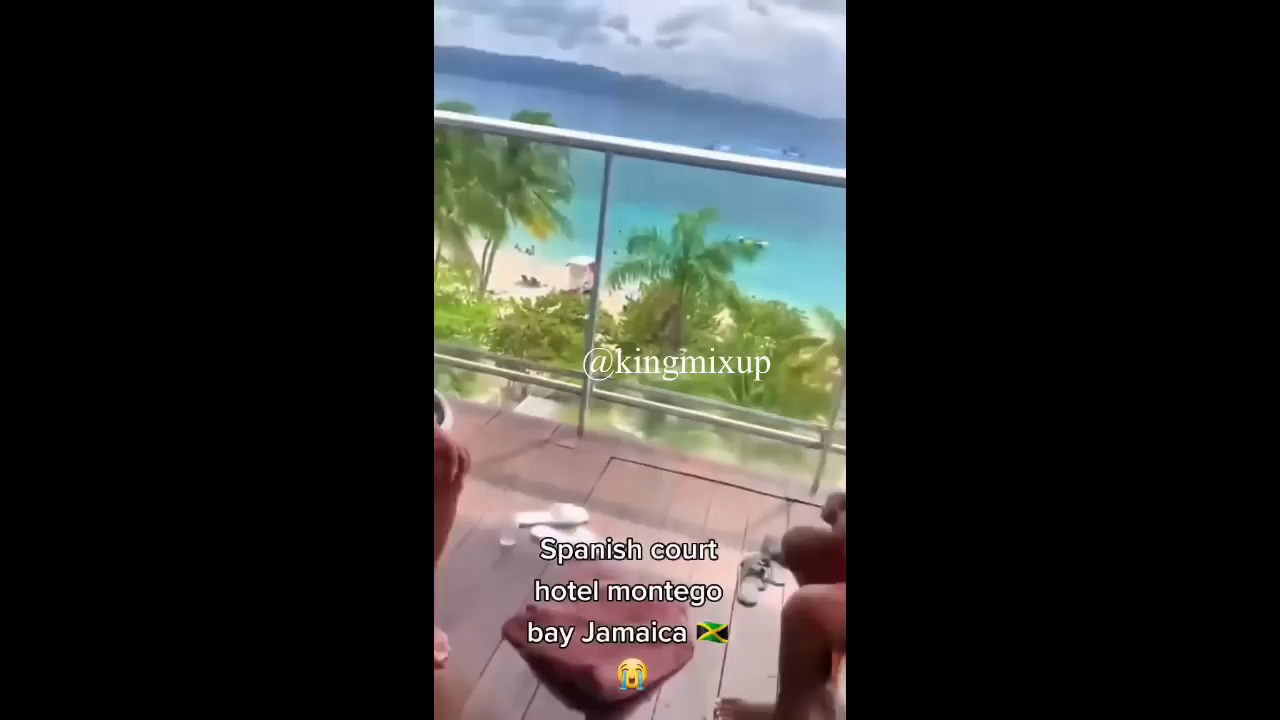 @kingmixup
Spanish court
hotel montego
bay Jamaica 🇯🇲
😭